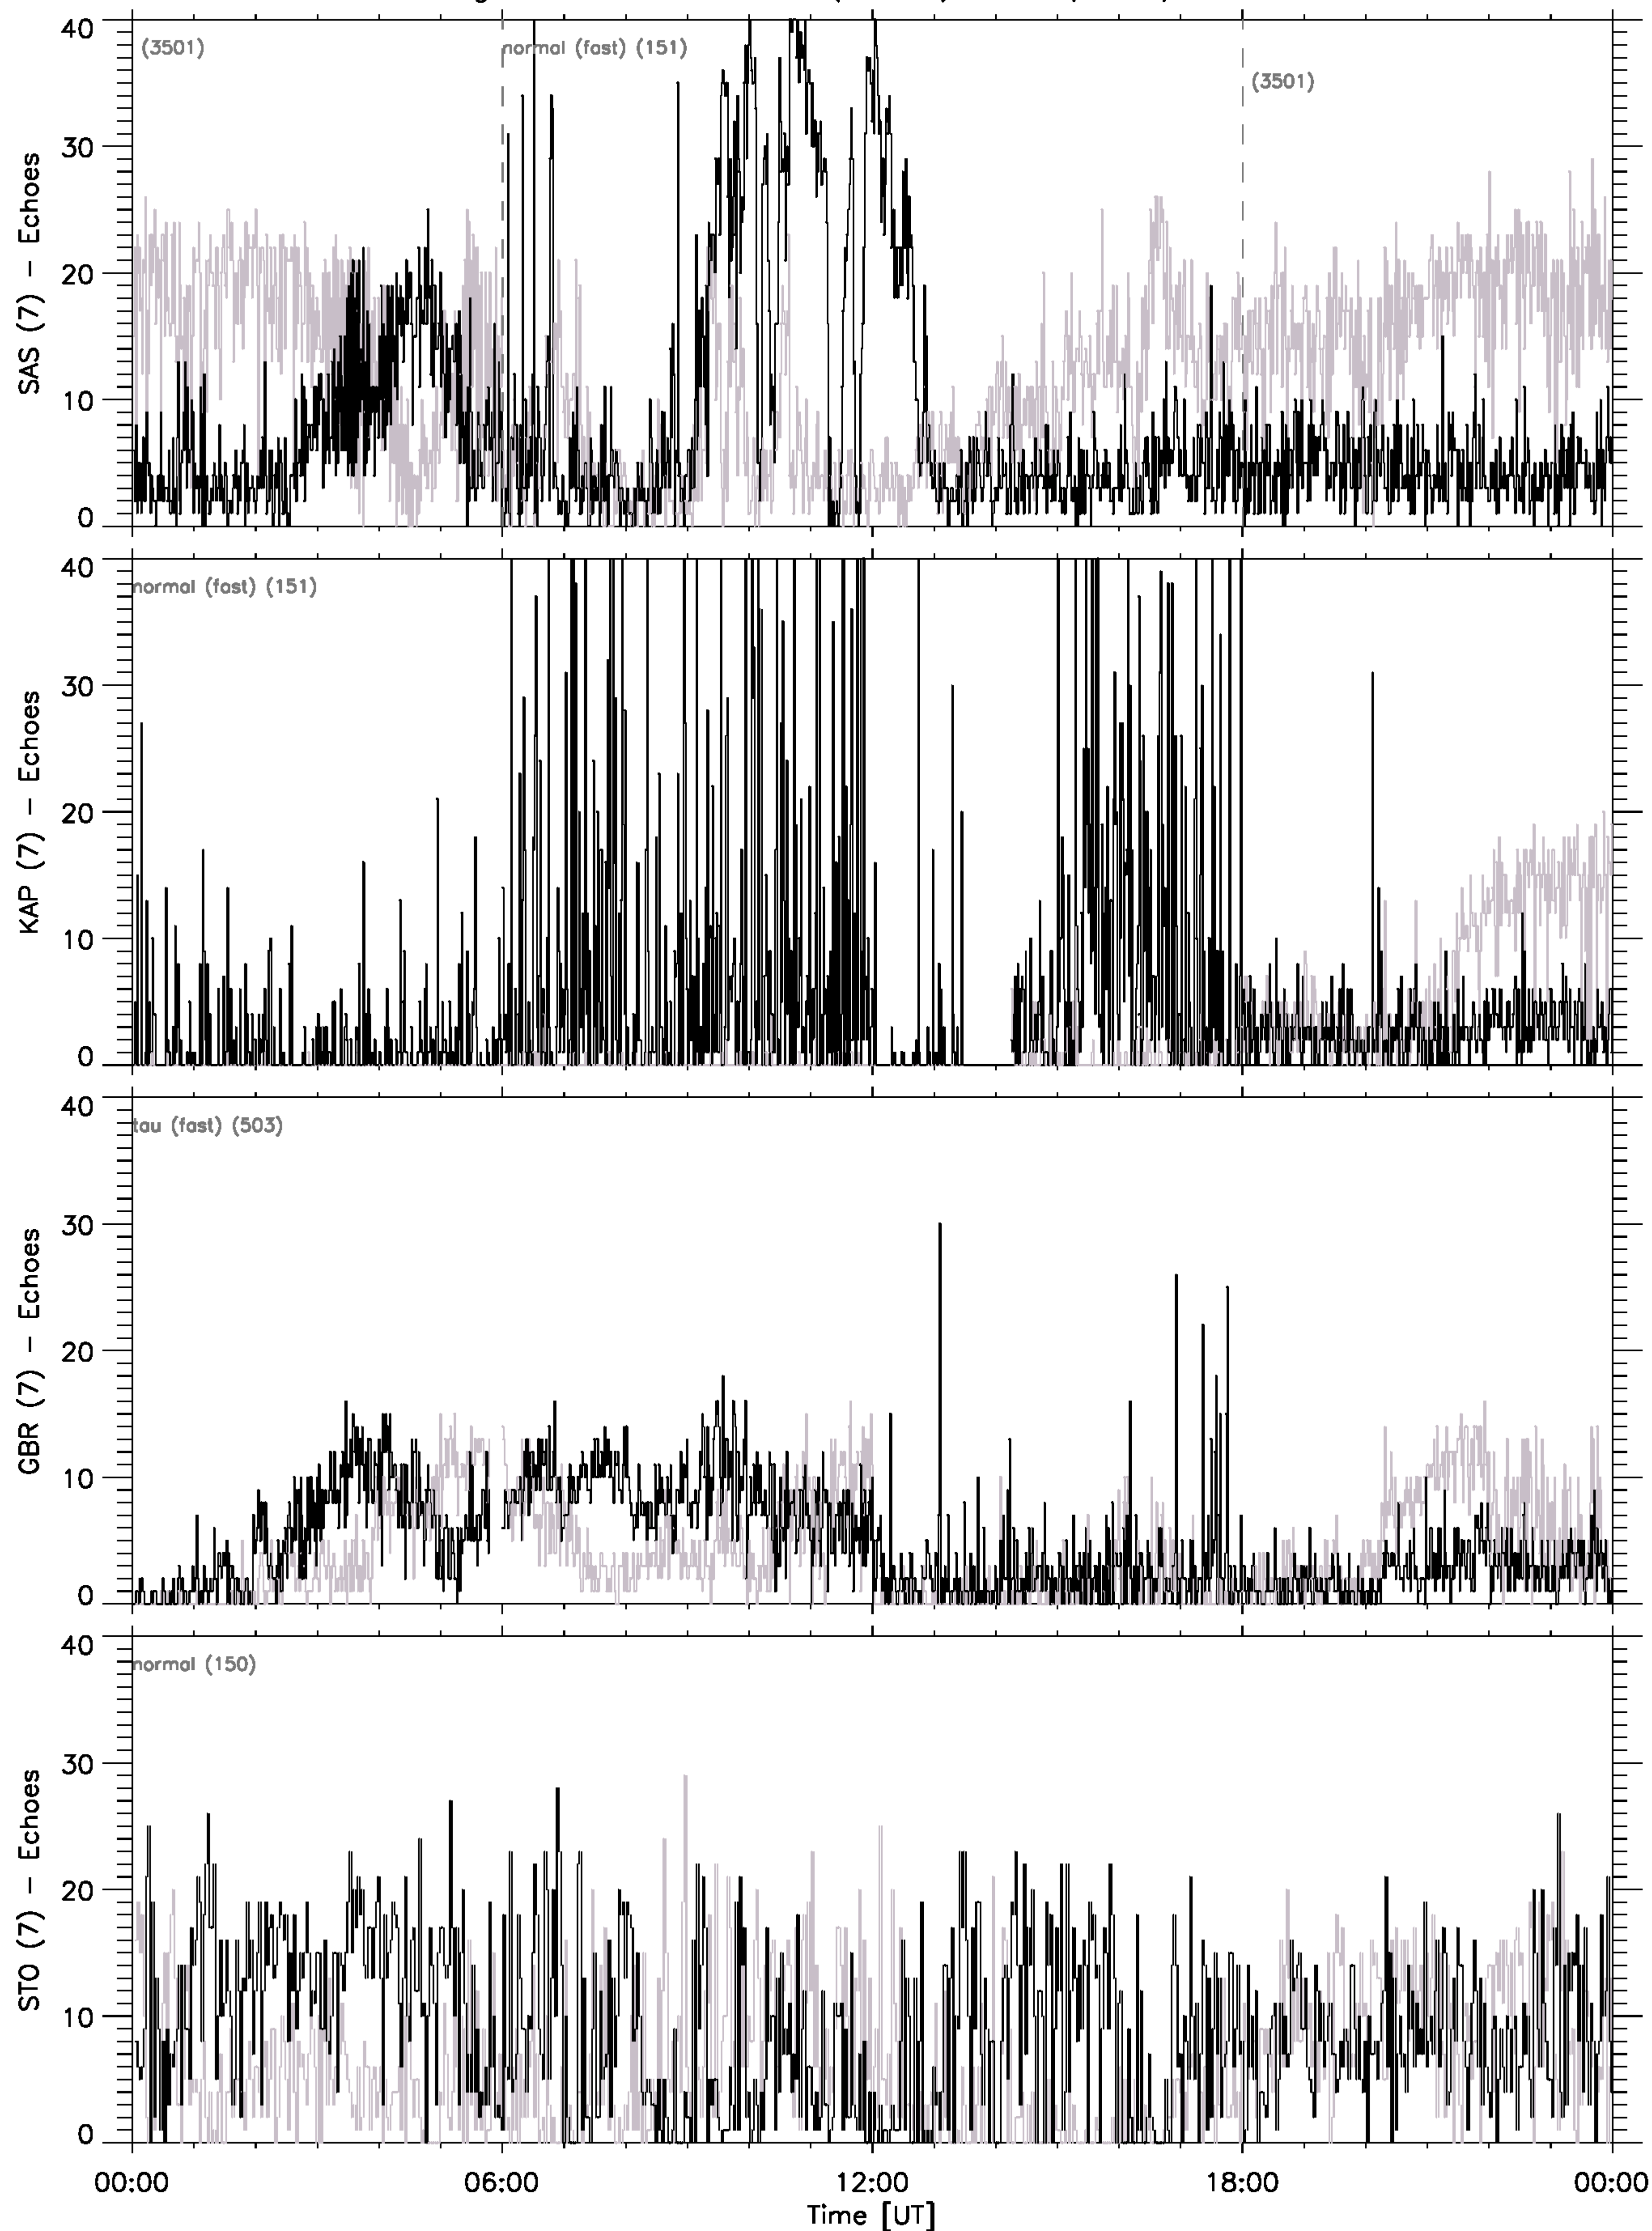 (3501)
normal (fast) (151)
(3501)
40
30
20
10
0
SAS (7) – Echoes
normal (fast) (151)
40
30
20
10
0
KAP (7) – Echoes
tau (fast) (503)
40
30
20
10
0
GBR (7) – Echoes
normal (150)
40
30
20
10
0
STO (7) – Echoes
00:00 06:00 12:00 18:00 00:00
Time [UT]